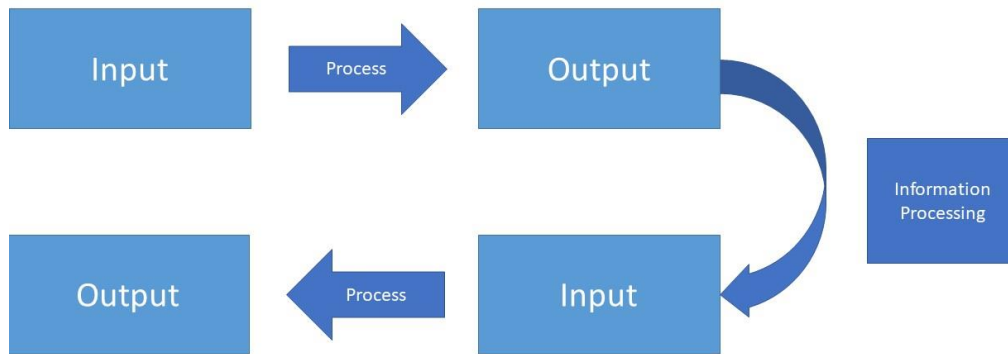 Input
Process
Output
Information
Processing
Output
Process
Input